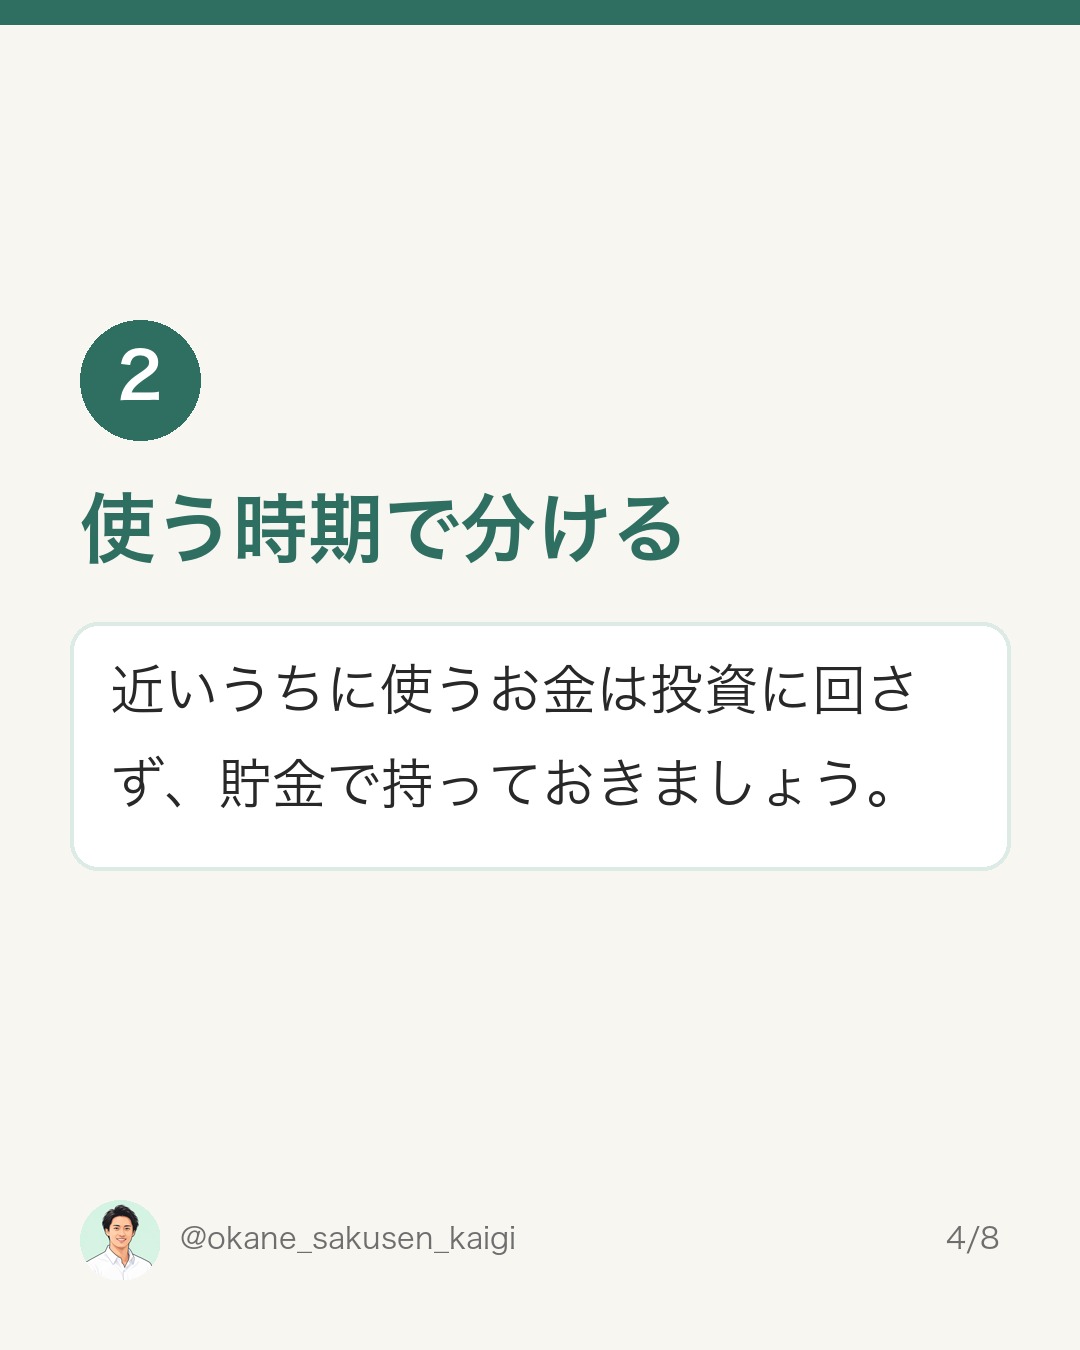 2
使う時期で分ける
近いうちに使うお金は投資に回さ
ず、貯金で持っておきましょう。
@okane_sakusen_kaigi
4/8